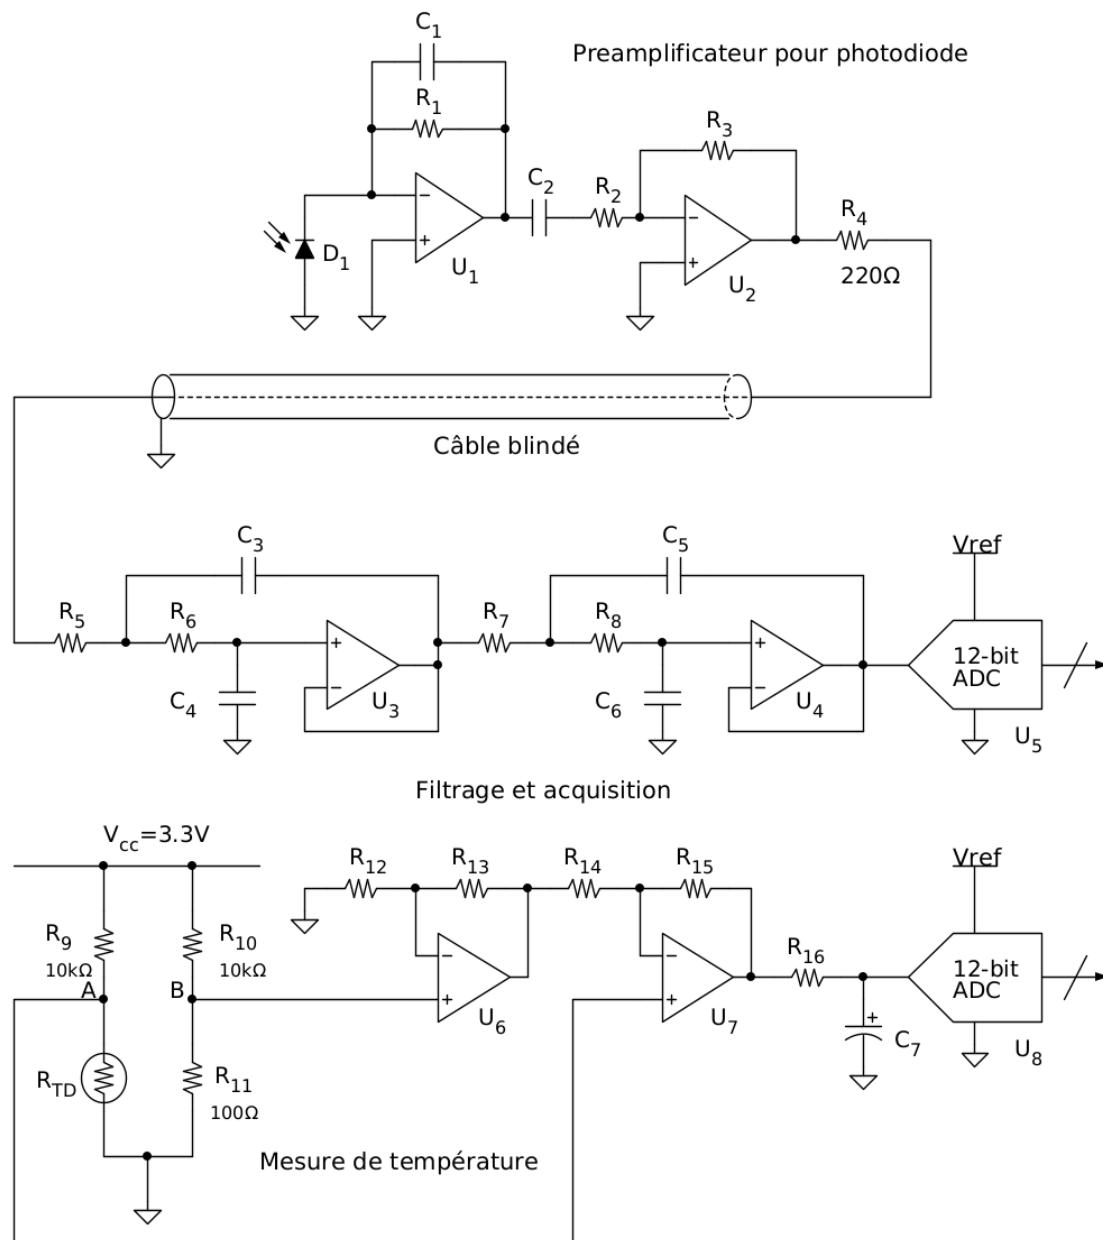 C1
Preamplificateur pour photodiode
R1
R3
C2
R2
R4
−
+
−
+
D1
U1
U2
220Ω
Câble blindé
C3
C5
Vref
R5
R6
R7
R8
+
−
+
−
12-bit
ADC
C4
U3
C6
U4
U5
Filtrage et acquisition
Vcc=3.3V
R12
R13
R14
R15
Vref
R9
10kΩ
R10
10kΩ
−
+
−
+
R16
12-bit
ADC
A
B
U6
U7
+
C7
U8
RTD
R11
100Ω
Mesure de température